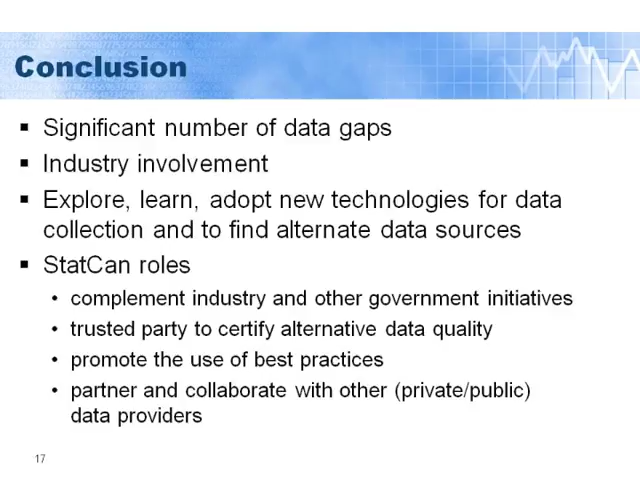 Conclusion
Significant number of data gaps
Industry involvement
Explore, learn, adopt new technologies for data
collection and to find alternate data sources
StatCan roles
complement industry and other government initiatives
trusted party to certify alternative data quality
promote the use of best practices
partner and collaborate with other (private/public)
data providers
17